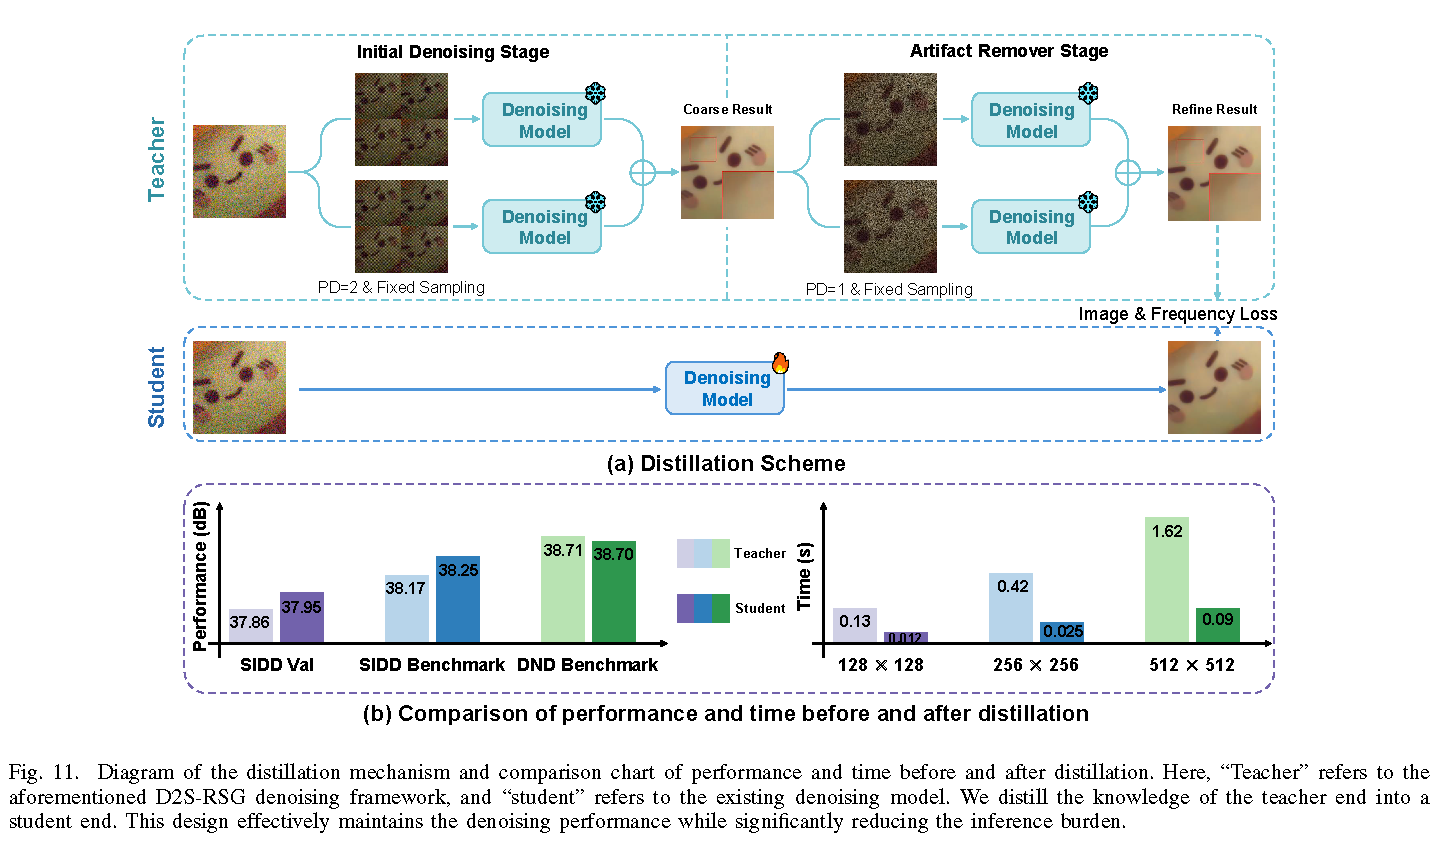 Initial Denoising Stage
Artifact Remover Stage
Teacher
Denoising
Model
Denoising
Model
Coarse Result
Denoising
Model
Denoising
Model
Refine Result
PD=2 & Fixed Sampling
PD=1 & Fixed Sampling
Image & Frequency Loss
Student
Denoising
Model
(a) Distillation Scheme
Performance (dB)
37.86
37.95
38.17
38.25
38.71
38.70
SIDD Val
SIDD Benchmark
DND Benchmark
Teacher
Student
Time (s)
0.13
0.012
0.42
0.025
1.62
0.09
128 × 128
256 × 256
512 × 512
(b) Comparison of performance and time before and after distillation
Fig. 11. Diagram of the distillation mechanism and comparison chart of performance and time before and after distillation. Here, “Teacher” refers to the
aforementioned D2S-RSG denoising framework, and “student” refers to the existing denoising model. We distill the knowledge of the teacher end into a
student end. This design effectively maintains the denoising performance while significantly reducing the inference burden.